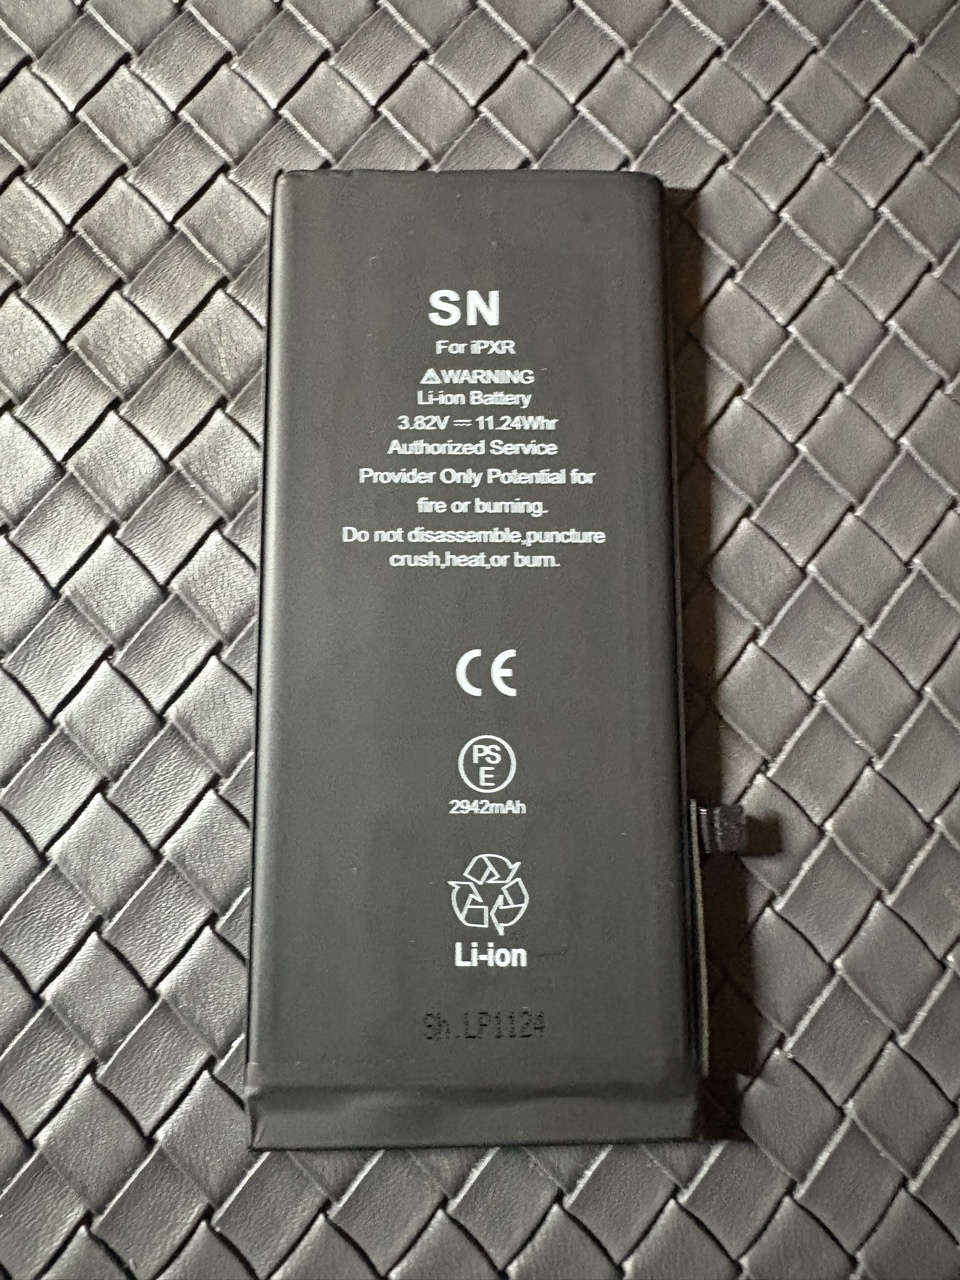 SN
For iPXR
⚠WARNING
Li-ion Battery
3.82V ⎓ 11.24Whr
Authorized Service
Provider Only Potential for
fire or burning.
Do not disassemble,puncture
crush,heat,or burn.
CE
PS
E
2942mAh
Li-ion
Sh.LP1124